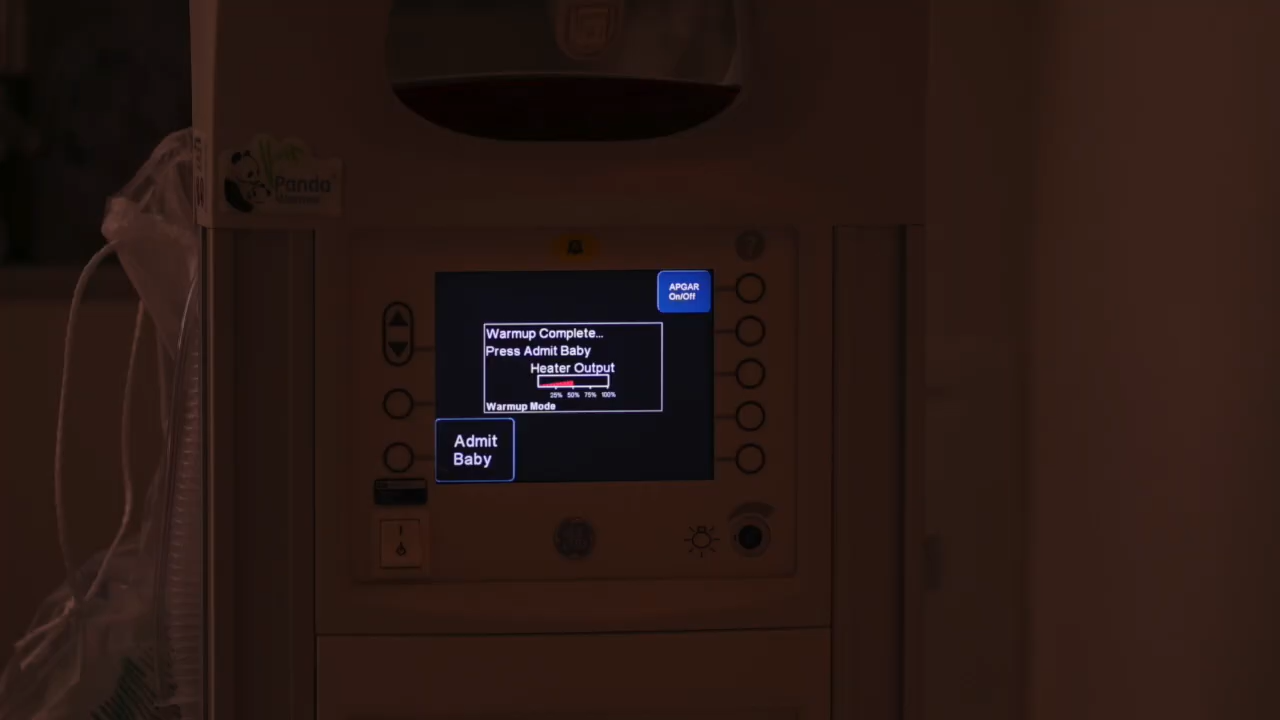 Panda
APGAR
On/Off
Warmup Complete...
Press Admit Baby
Heater Output
25% 50% 75% 100%
Warmup Mode
Admit
Baby